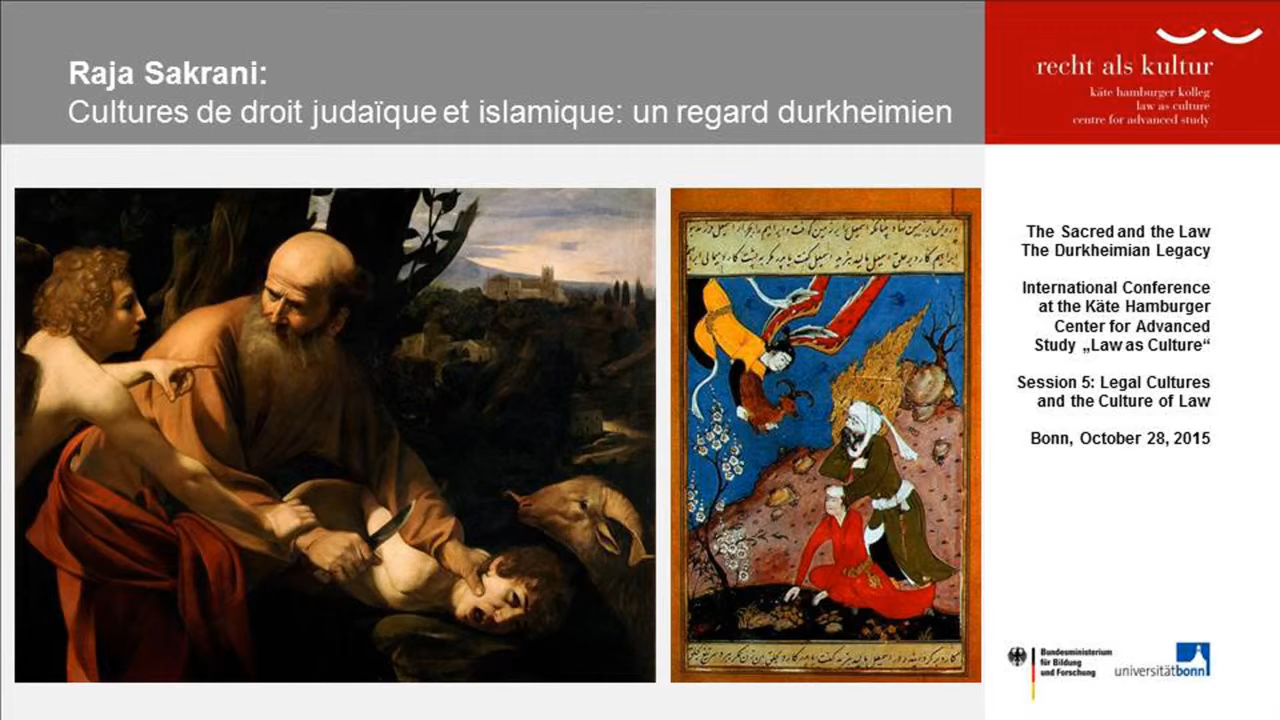 Raja Sakrani:
Cultures de droit judaïque et islamique: un regard durkheimien
recht als kultur
käte hamburger kolleg
law as culture
centre for advanced study
The Sacred and the Law
The Durkheimian Legacy
International Conference
at the Käte Hamburger
Center for Advanced
Study „Law as Culture“
Session 5: Legal Cultures
and the Culture of Law
Bonn, October 28, 2015
Bundesministerium
für Bildung
und Forschung
universitätbonn